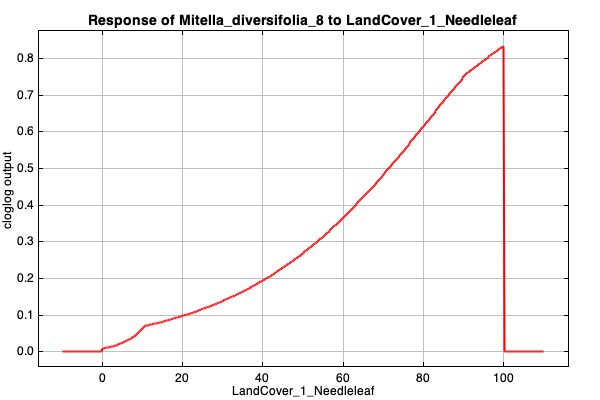 Response of Mitella_diversifolia_8 to LandCover_1_Needleleaf
cloglog output
0.8
0.7
0.6
0.5
0.4
0.3
0.2
0.1
0.0
0 20 40 60 80 100
LandCover_1_Needleleaf